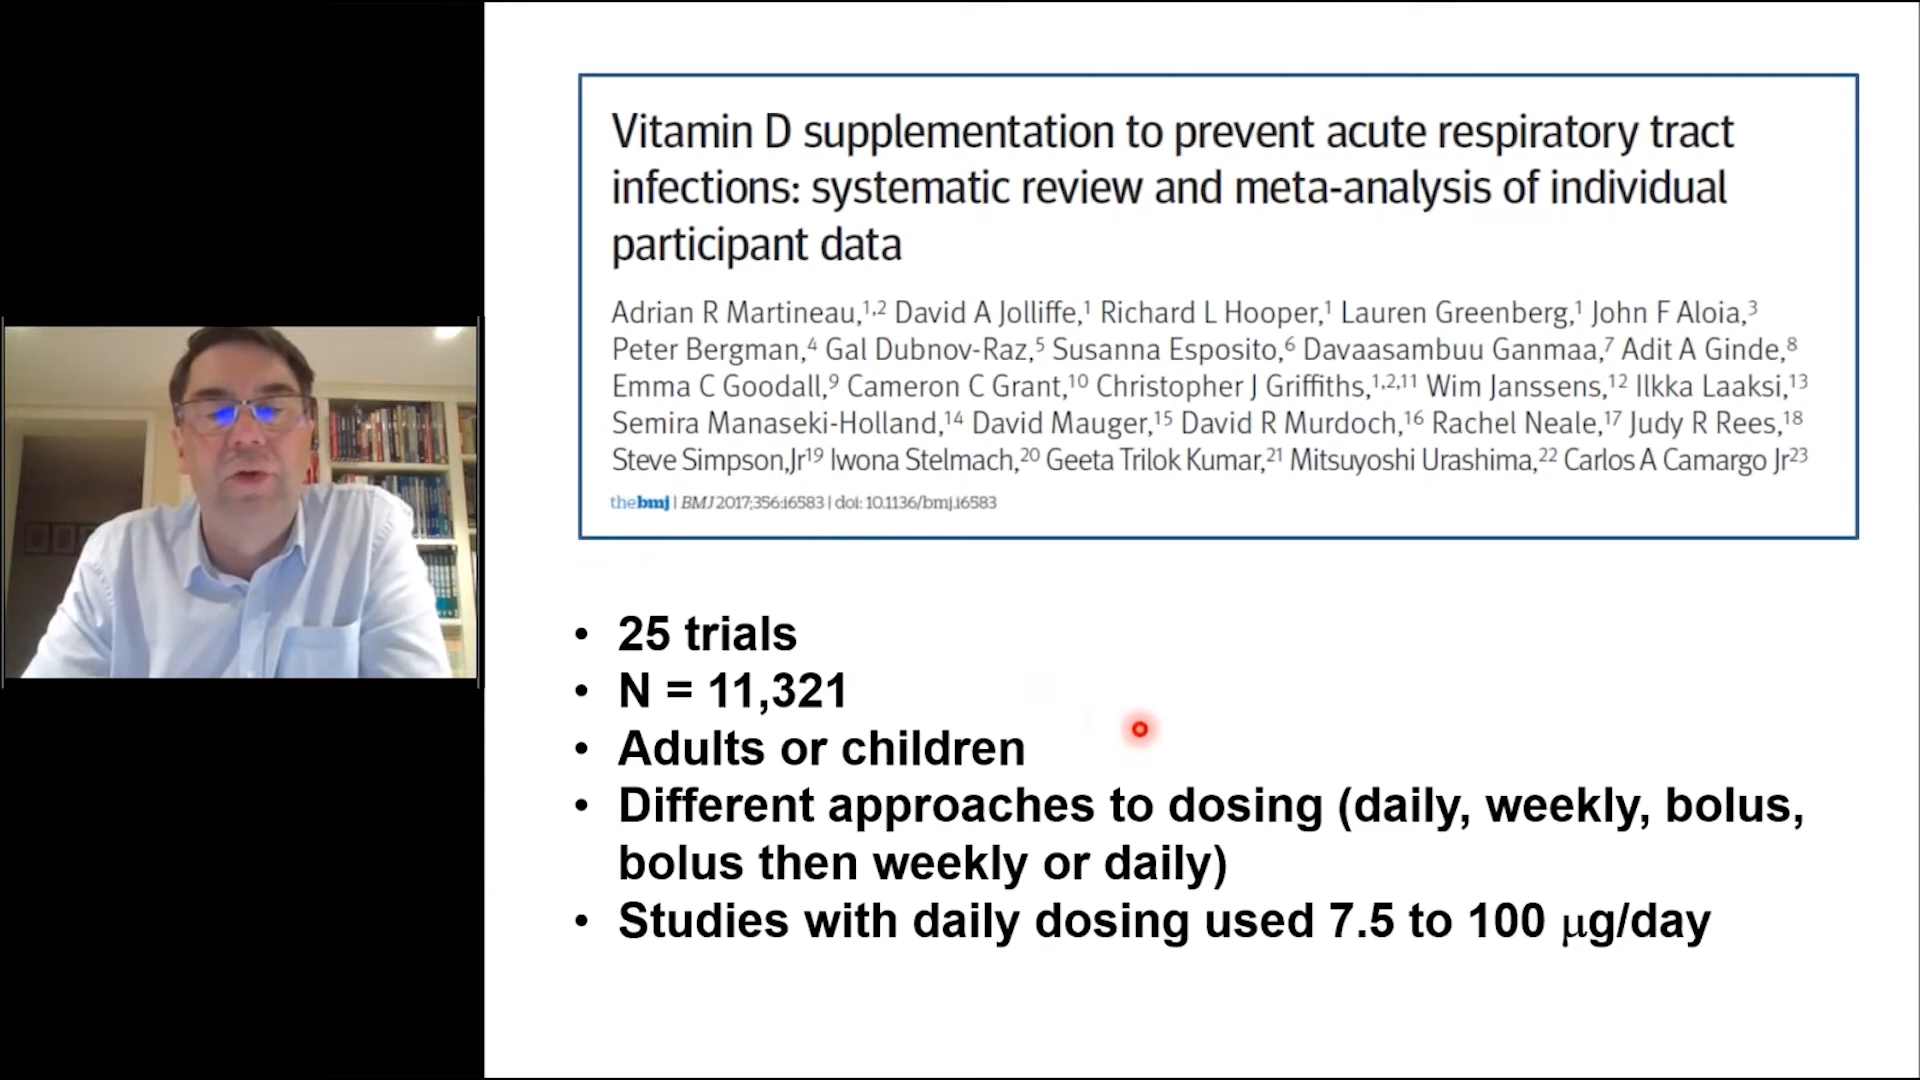 Vitamin D supplementation to prevent acute respiratory tract
infections: systematic review and meta-analysis of individual
participant data
Adrian R Martineau,1,2 David A Jolliffe,1 Richard L Hooper,1 Lauren Greenberg,1 John F Aloia,3
Peter Bergman,4 Gal Dubnov-Raz,5 Susanna Esposito,6 Davaasambuu Ganmaa,7 Adit A Ginde,8
Emma C Goodall,9 Cameron C Grant,10 Christopher J Griffiths,1,2,11 Wim Janssens,12 Ilkka Laaksi,13
Semira Manaseki-Holland,14 David Mauger,15 David R Murdoch,16 Rachel Neale,17 Judy R Rees,18
Steve Simpson,Jr19 Iwona Stelmach,20 Geeta Trilok Kumar,21 Mitsuyoshi Urashima,22 Carlos A Camargo Jr23
thebmj | BMJ 2017;356:i6583 | doi: 10.1136/bmj.i6583
• 25 trials
• N = 11,321
• Adults or children
• Different approaches to dosing (daily, weekly, bolus,
bolus then weekly or daily)
• Studies with daily dosing used 7.5 to 100 μg/day